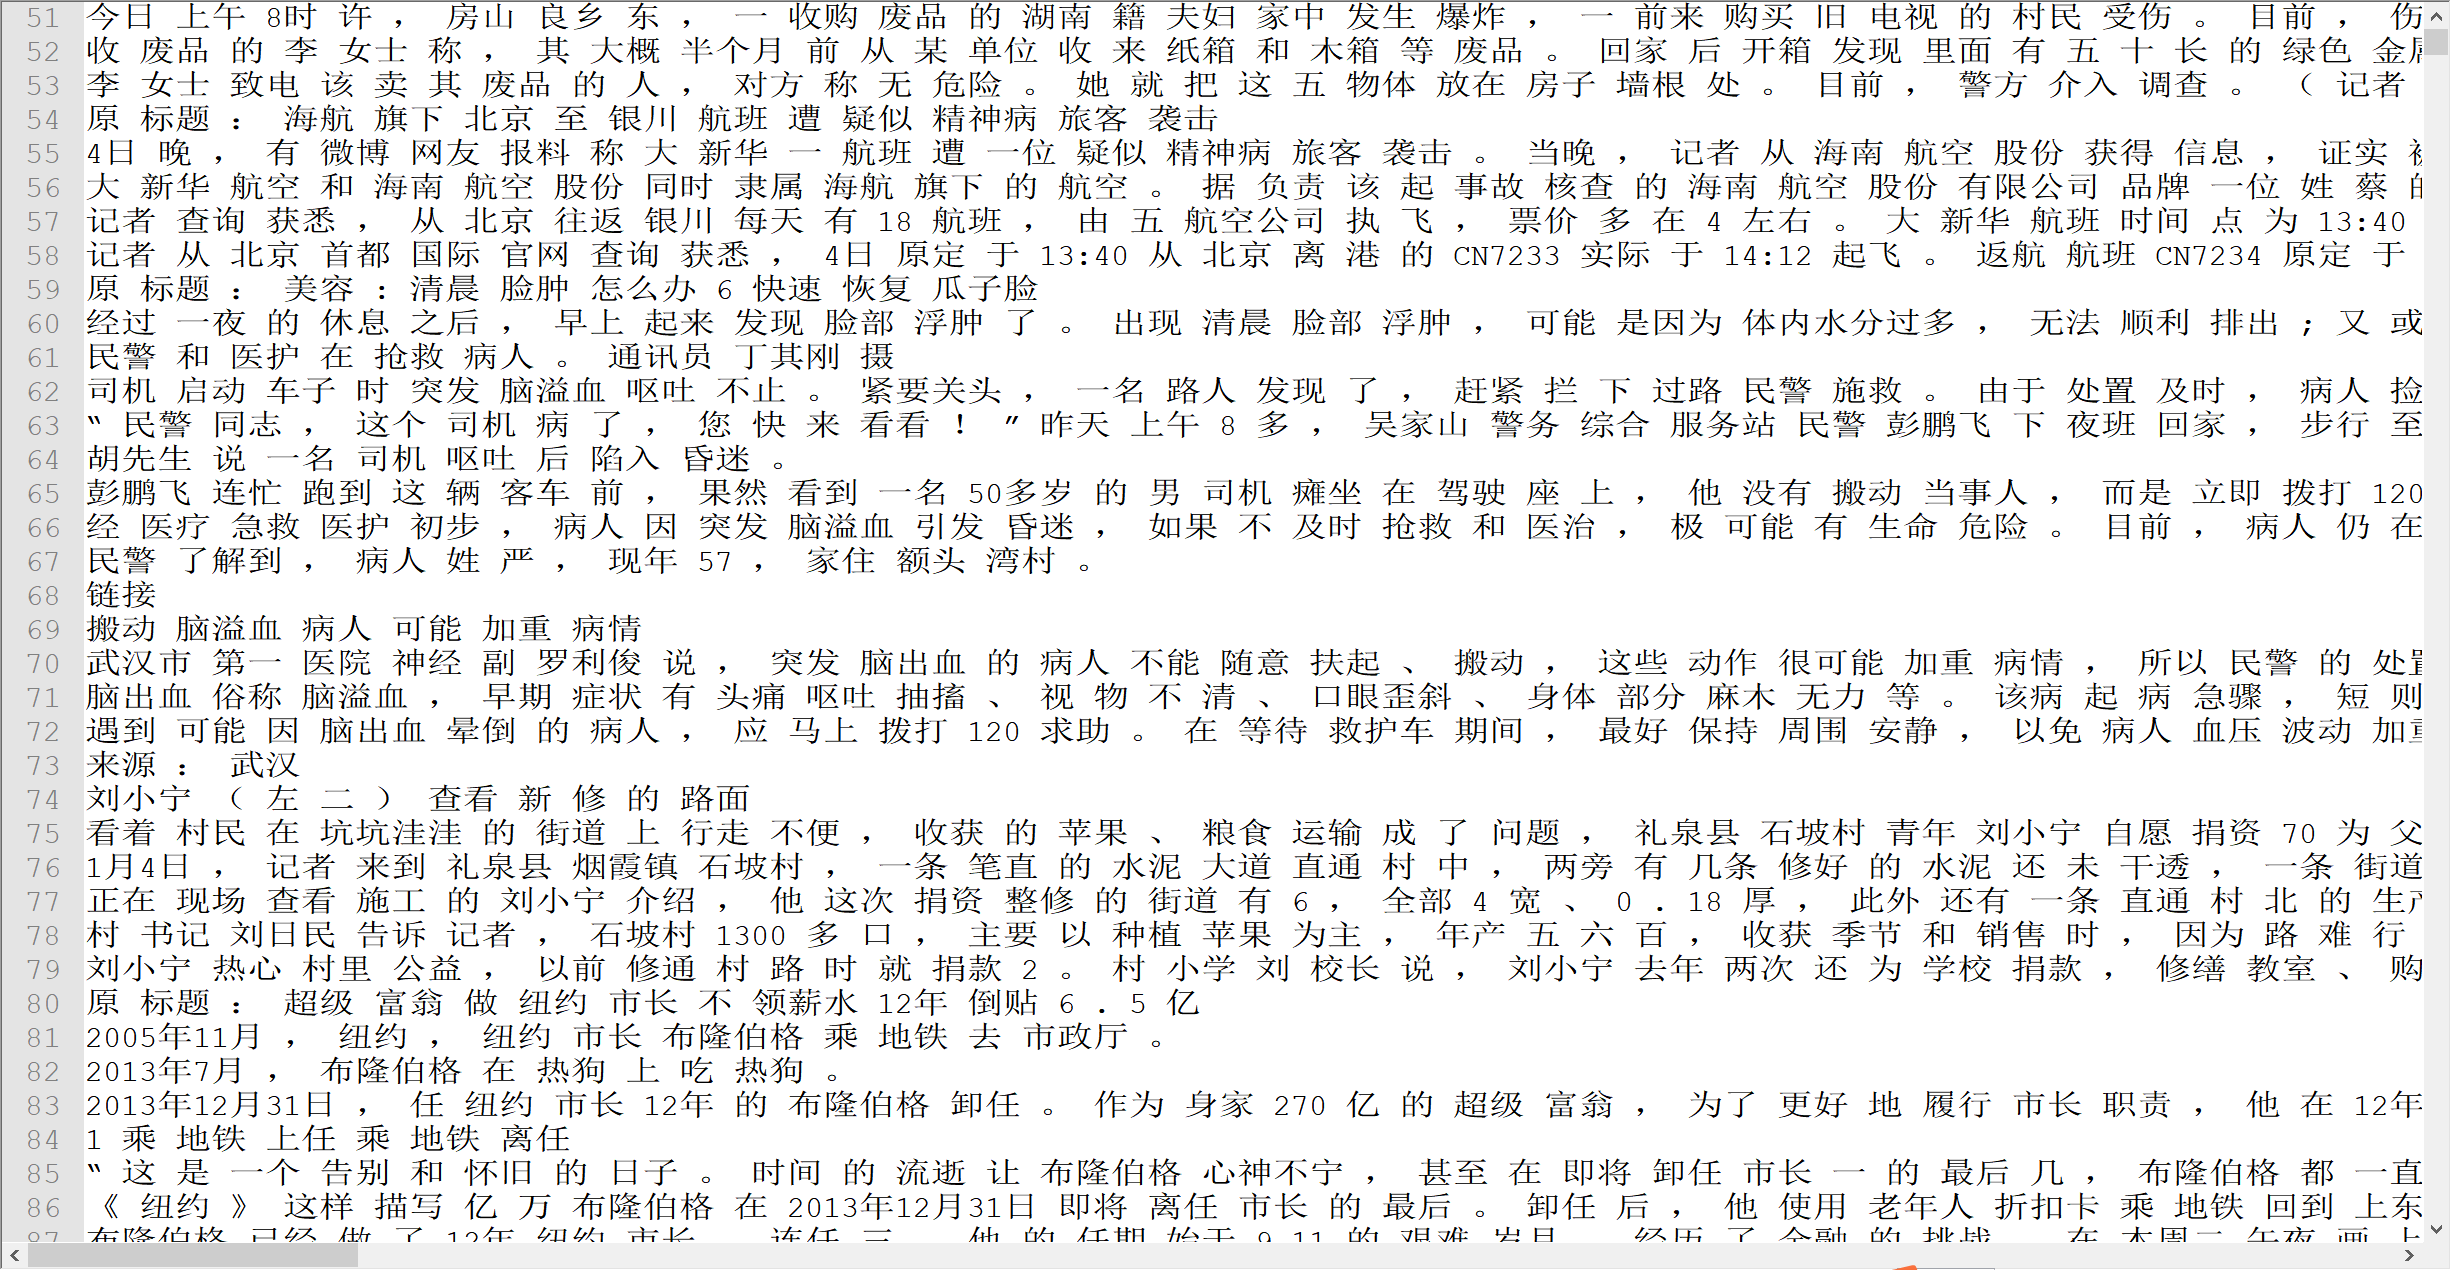 51 今日 上午 8时 许 ， 房山 良乡 东 ， 一 收购 废品 的 湖南 籍 夫妇 家中 发生 爆炸 ， 一 前来 购买 旧 电视 的 村民 受伤 。 目前 ， 伤
52 收 废品 的 李 女士 称 ， 其 大概 半个月 前 从 某 单位 收 来 纸箱 和 木箱 等 废品 。 回家 后 开箱 发现 里面 有 五 十 长 的 绿色 金属
53 李 女士 致电 该 卖 其 废品 的 人 ， 对方 称 无 危险 。 她 就 把 这 五 物体 放在 房子 墙根 处 。 目前 ， 警方 介入 调查 。 （ 记者
54 原 标题 ： 海航 旗下 北京 至 银川 航班 遭 疑似 精神病 旅客 袭击
55 4日 晚 ， 有 微博 网友 报料 称 大 新华 一 航班 遭 一位 疑似 精神病 旅客 袭击 。 当晚 ， 记者 从 海南 航空 股份 获得 信息 ， 证实
56 大 新华 航空 和 海南 航空 股份 同时 隶属 海航 旗下 的 航空 。 据 负责 该 起 事故 核查 的 海南 航空 股份 有限公司 品牌 一位 姓 蔡 的
57 记者 查询 获悉 ， 从 北京 往返 银川 每天 有 18 航班 ， 由 五 航空公司 执 飞 ， 票价 多 在 4 左右 。 大 新华 航班 时间 点 为 13:40
58 记者 从 北京 首都 国际 官网 查询 获悉 ， 4日 原定 于 13:40 从 北京 离 港 的 CN7233 实际 于 14:12 起飞 。 返航 航班 CN7234 原定 于
59 原 标题 ： 美容 ：清晨 脸肿 怎么办 6 快速 恢复 瓜子脸
60 经过 一夜 的 休息 之后 ， 早上 起来 发现 脸部 浮肿 了 。 出现 清晨 脸部 浮肿 ， 可能 是因为 体内水分过多 ， 无法 顺利 排出 ；又 或
61 民警 和 医护 在 抢救 病人 。 通讯员 丁其刚 摄
62 司机 启动 车子 时 突发 脑溢血 呕吐 不止 。 紧要关头 ， 一名 路人 发现 了 ， 赶紧 拦 下 过路 民警 施救 。 由于 处置 及时 ， 病人 捡
63 “ 民警 同志 ， 这个 司机 病 了 ， 您 快 来 看看 ！ ” 昨天 上午 8 多 ， 吴家山 警务 综合 服务站 民警 彭鹏飞 下 夜班 回家 ， 步行 至
64 胡先生 说 一名 司机 呕吐 后 陷入 昏迷 。
65 彭鹏飞 连忙 跑到 这 辆 客车 前 ， 果然 看到 一名 50多岁 的 男 司机 瘫坐 在 驾驶 座 上 ， 他 没有 搬动 当事人 ， 而是 立即 拨打 120
66 经 医疗 急救 医护 初步 ， 病人 因 突发 脑溢血 引发 昏迷 ， 如果 不 及时 抢救 和 医治 ， 极 可能 有 生命 危险 。 目前 ， 病人 仍 在
67 民警 了解到 ， 病人 姓 严 ， 现年 57 ， 家住 额头 湾村 。
68 链接
69 搬动 脑溢血 病人 可能 加重 病情
70 武汉市 第一 医院 神经 副 罗利俊 说 ， 突发 脑出血 的 病人 不能 随意 扶起 、 搬动 ， 这些 动作 很可能 加重 病情 ， 所以 民警 的 处置
71 脑出血 俗称 脑溢血 ， 早期 症状 有 头痛 呕吐 抽搐 、 视 物 不 清 、 口眼歪斜 、 身体 部分 麻木 无力 等 。 该病 起 病 急骤 ， 短 则
72 遇到 可能 因 脑出血 晕倒 的 病人 ， 应 马上 拨打 120 求助 。 在 等待 救护车 期间 ， 最好 保持 周围 安静 ， 以免 病人 血压 波动 加重
73 来源 ： 武汉
74 刘小宁 （ 左 二 ） 查看 新 修 的 路面
75 看着 村民 在 坑坑洼洼 的 街道 上 行走 不便 ， 收获 的 苹果 、 粮食 运输 成 了 问题 ， 礼泉县 石坡村 青年 刘小宁 自愿 捐资 70 为 父
76 1月4日 ， 记者 来到 礼泉县 烟霞镇 石坡村 ， 一条 笔直 的 水泥 大道 直通 村 中 ， 两旁 有 几条 修好 的 水泥 还 未 干透 ， 一条 街道
77 正在 现场 查看 施工 的 刘小宁 介绍 ， 他 这次 捐资 整修 的 街道 有 6 ， 全部 4 宽 、 0 ．18 厚 ， 此外 还有 一条 直通 村 北 的 生产
78 村 书记 刘日民 告诉 记者 ， 石坡村 1300 多 口 ， 主要 以 种植 苹果 为主 ， 年产 五 六 百 ， 收获 季节 和 销售 时 ， 因为 路 难 行
79 刘小宁 热心 村里 公益 ， 以前 修通 村 路 时 就 捐款 2 。 村 小学 刘 校长 说 ， 刘小宁 去年 两次 还 为 学校 捐款 ， 修缮 教室 、 购
80 原 标题 ： 超级 富翁 做 纽约 市长 不 领薪水 12年 倒贴 6 ．5 亿
81 2005年11月 ， 纽约 ， 纽约 市长 布隆伯格 乘 地铁 去 市政厅 。
82 2013年7月 ， 布隆伯格 在 热狗 上 吃 热狗 。
83 2013年12月31日 ， 任 纽约 市长 12年 的 布隆伯格 卸任 。 作为 身家 270 亿 的 超级 富翁 ， 为了 更好 地 履行 市长 职责 ， 他 在 12年
84 1 乘 地铁 上任 乘 地铁 离任
85 “ 这 是 一个 告别 和 怀旧 的 日子 。 时间 的 流逝 让 布隆伯格 心神不宁 ， 甚至 在 即将 卸任 市长 一 的 最后 几 ， 布隆伯格 都 一直
86 《 纽约 》 这样 描写 亿 万 布隆伯格 在 2013年12月31日 即将 离任 市长 的 最后 。 卸任 后 ， 他 使用 老年人 折扣卡 乘 地铁 回到 上东
87 布隆伯格 已经 做 了 12年 纽约 市长 ， 连任 三 ， 他 的 任期 始于 9·11 的 艰难 岁月 ， 经历 了 金融 的 挑战 ， 在 本周二 午夜 画 上